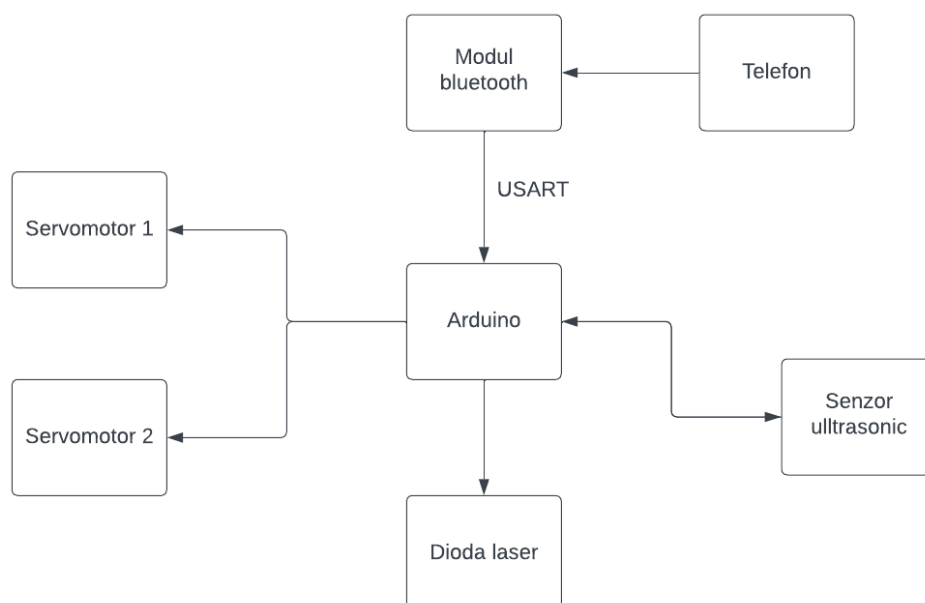 Modul
bluetooth
Telefon
USART
Servomotor 1
Arduino
Senzor
ulltrasonic
Servomotor 2
Dioda laser